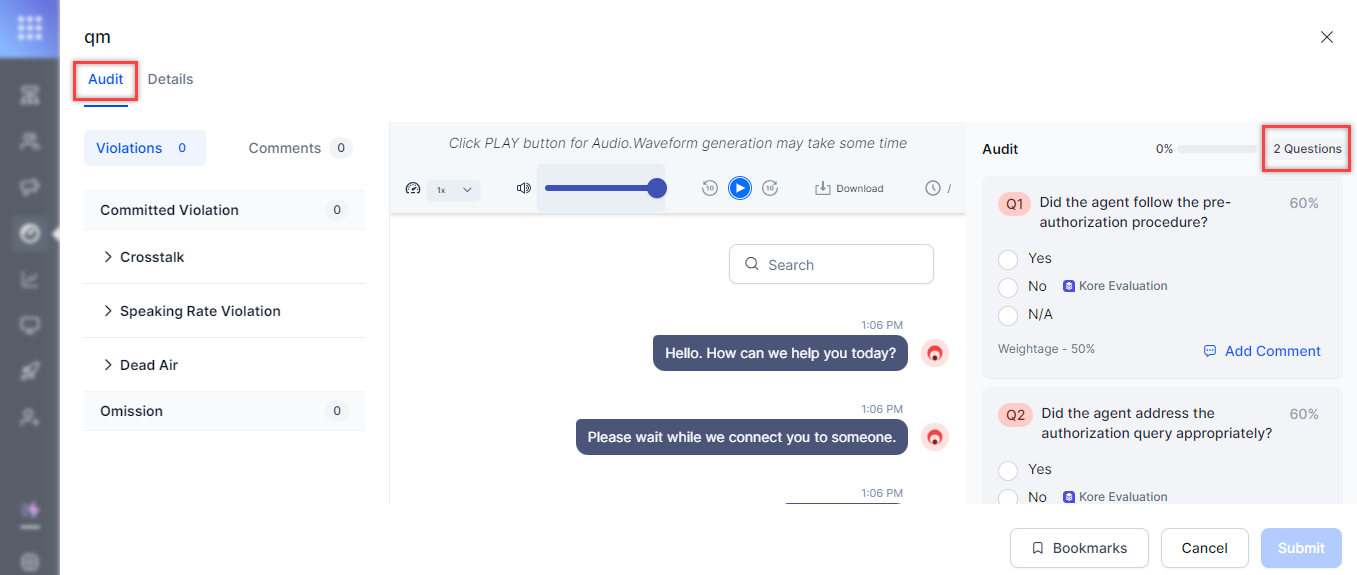 qm
Audit
Details
Violations 0
Comments 0
Committed Violation 0
Crosstalk
Speaking Rate Violation
Dead Air
Omission 0
Click PLAY button for Audio.Waveform generation may take some time
1x
10
10
Download
/
Search
1:06 PM
Hello. How can we help you today?
1:06 PM
Please wait while we connect you to someone.
1:06 PM
Audit 0% 2 Questions
Q1 Did the agent follow the pre- 60%
authorization procedure?
Yes
No Kore Evaluation
N/A
Weightage - 50% Add Comment
Q2 Did the agent address the 60%
authorization query appropriately?
Yes
No Kore Evaluation
Bookmarks
Cancel
Submit